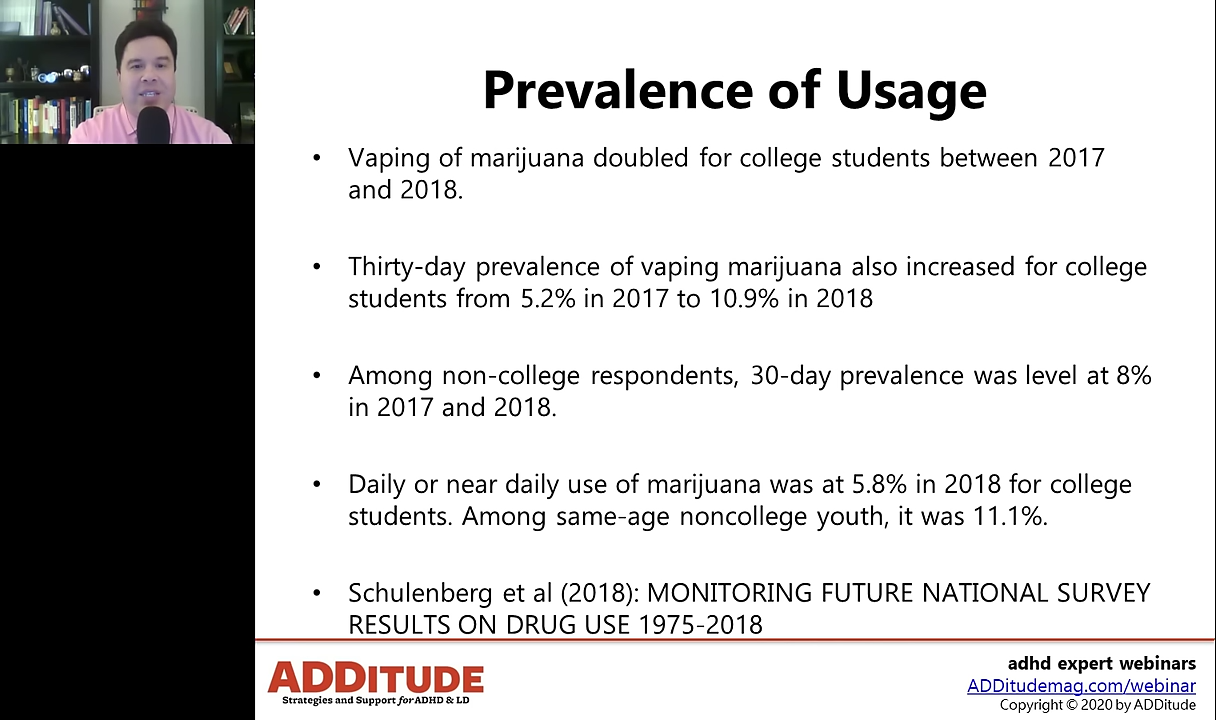 Prevalence of Usage
• Vaping of marijuana doubled for college students between 2017
and 2018.
• Thirty-day prevalence of vaping marijuana also increased for college
students from 5.2% in 2017 to 10.9% in 2018
• Among non-college respondents, 30-day prevalence was level at 8%
in 2017 and 2018.
• Daily or near daily use of marijuana was at 5.8% in 2018 for college
students. Among same-age noncollege youth, it was 11.1%.
• Schulenberg et al (2018): MONITORING FUTURE NATIONAL SURVEY
RESULTS ON DRUG USE 1975-2018
ADDITUDE
Strategies and Support for ADHD & LD
adhd expert webinars
ADDitudemag.com/webinar
Copyright © 2020 by ADDitude